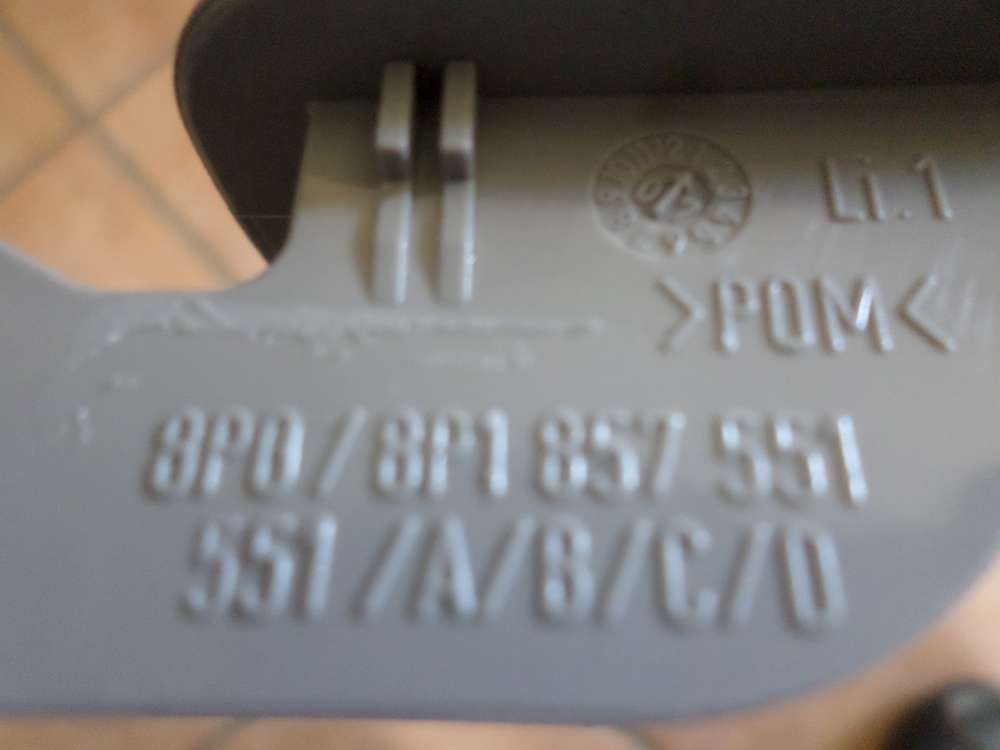 Li.1
>POM<
8P0/8P1 857 551
551/A/B/C/D